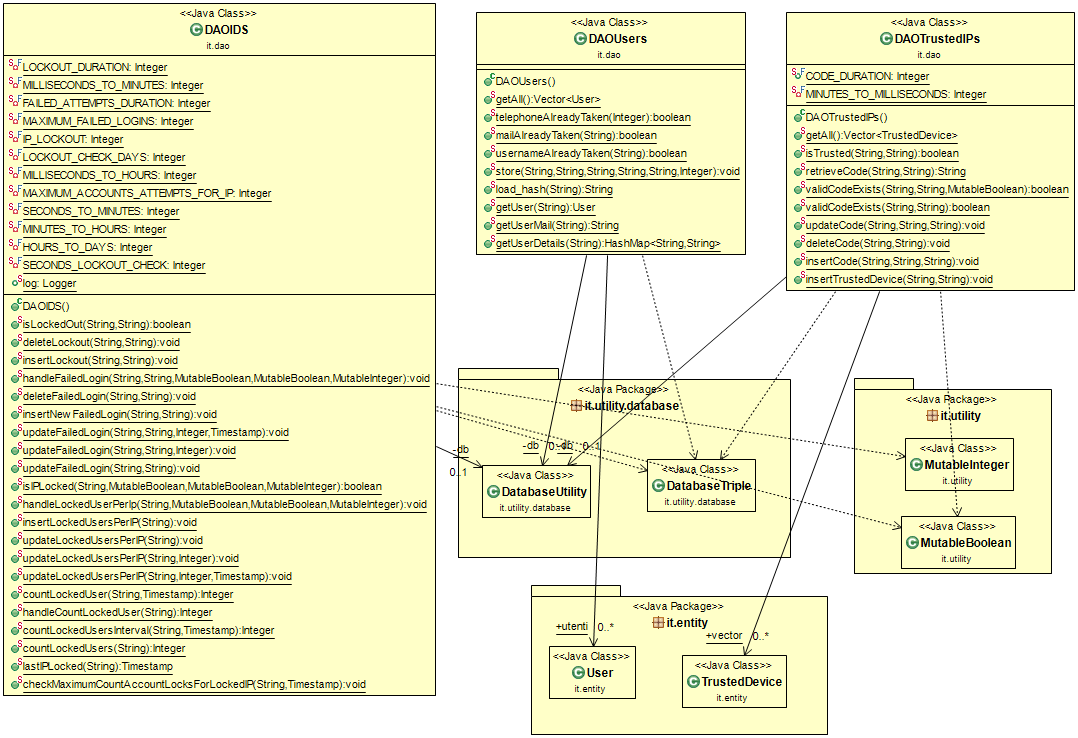 <<Java Class>>
DAOIDS
it.dao
LOCKOUT_DURATION: Integer
MILLISECONDS_TO_MINUTES: Integer
FAILED_ATTEMPTS_DURATION: Integer
MAXIMUM_FAILED_LOGINS: Integer
IP_LOCKOUT: Integer
LOCKOUT_CHECK_DAYS: Integer
MILLISECONDS_TO_HOURS: Integer
MAXIMUM_ACCOUNTS_ATTEMPTS_FOR_IP: Integer
SECONDS_TO_MINUTES: Integer
MINUTES_TO_HOURS: Integer
HOURS_TO_DAYS: Integer
SECONDS_LOCKOUT_CHECK: Integer
log: Logger
DAOIDS()
isLockedOut(String,String):boolean
deleteLockout(String,String):void
insertLockout(String,String):void
handleFailedLogin(String,String,MutableBoolean,MutableBoolean,MutableInteger):void
deleteFailedLogin(String,String):void
insertNewFailedLogin(String,String):void
updateFailedLogin(String,String,Integer,Timestamp):void
updateFailedLogin(String,String,Integer):void
updateFailedLogin(String,String):void
isIPLocked(String,MutableBoolean,MutableBoolean,MutableInteger):boolean
handleLockedUserPerIp(String,MutableBoolean,MutableBoolean,MutableInteger):void
insertLockedUsersPerIP(String):void
updateLockedUsersPerIP(String):void
updateLockedUsersPerIP(String,Integer):void
updateLockedUsersPerIP(String,Integer,Timestamp):void
countLockedUser(String,Timestamp):Integer
handleCountLockedUser(String):Integer
countLockedUsersInterval(String,Timestamp):Integer
countLockedUsers(String):Integer
lastIPLocked(String):Timestamp
checkMaximumCountAccountLocksForLockedIP(String,Timestamp):void
<<Java Class>>
DAOUsers
it.dao
DAOUsers()
getAll():Vector<User>
telephoneAlreadyTaken(Integer):boolean
mailAlreadyTaken(String):boolean
usernameAlreadyTaken(String):boolean
store(String,String,String,String,Integer):void
load_hash(String):String
getUser(String):User
getUserMail(String):String
getUserDetails(String):HashMap<String,String>
<<Java Class>>
DAOTrustedIPs
it.dao
CODE_DURATION: Integer
MINUTES_TO_MILLISECONDS: Integer
DAOTrustedIPs()
getAll():Vector<TrustedDevice>
isTrusted(String,String):boolean
retrieveCode(String,String):String
validCodeExists(String,String,MutableBoolean):boolean
validCodeExists(String,String):boolean
updateCode(String,String,String):void
deleteCode(String,String):void
insertCode(String,String,String):void
insertTrustedDevice(String,String):void
<<Java Package>>
it.utility.database
-db
0..1
-db 0..1
-db 0..1
<<Java Class>>
DatabaseUtility
it.utility.database
<<Java Class>>
DatabaseTriple
it.utility.database
<<Java Package>>
it.utility
<<Java Class>>
MutableInteger
it.utility
<<Java Class>>
MutableBoolean
it.utility
<<Java Package>>
it.entity
+utenti 0..*
+vector 0..*
<<Java Class>>
User
it.entity
<<Java Class>>
TrustedDevice
it.entity